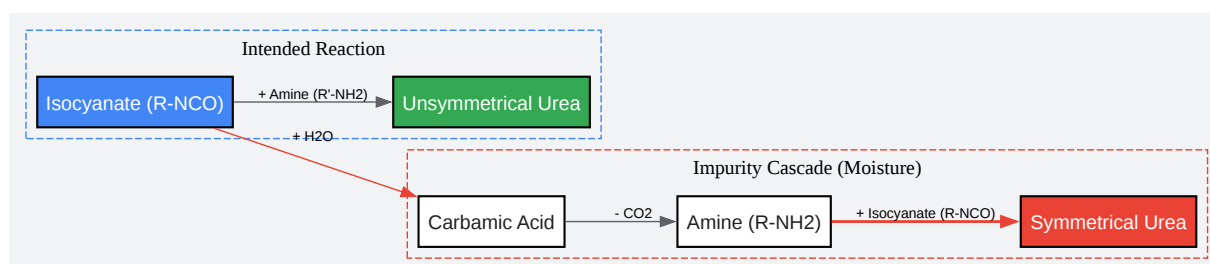 Intended Reaction
Isocyanate (R-NCO)
+ Amine (R'-NH2)
Unsymmetrical Urea
+ H2O
Impurity Cascade (Moisture)
Carbamic Acid
- CO2
Amine (R-NH2)
+ Isocyanate (R-NCO)
Symmetrical Urea